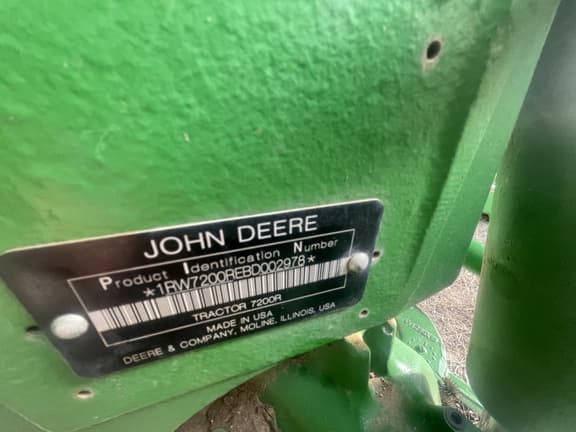 JOHN DEERE
Product Identification Number
*1RW7200REBD002978*
TRACTOR 7200R
MADE IN USA
DEERE & COMPANY, MOLINE, ILLINOIS, USA